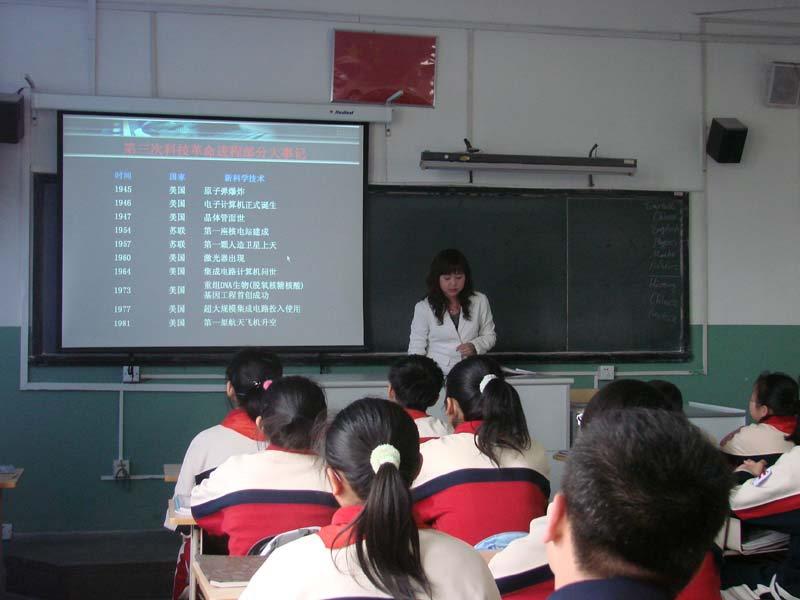 第三次科技革命进程部分大事记
时间 国家 新科学技术
1945 美国 原子弹爆炸
1946 美国 电子计算机正式诞生
1947 美国 晶体管面世
1954 苏联 第一座核电站建成
1957 苏联 第一颗人造卫星上天
1960 美国 激光器出现
1964 美国 集成电路计算机问世
1973 美国 重组DNA生物(脱氧核糖核酸)
基因工程首创成功
1977 美国 超大规模集成电路投入使用
1981 美国 第一架航天飞机升空
Chinese
English
Physics
Chinese